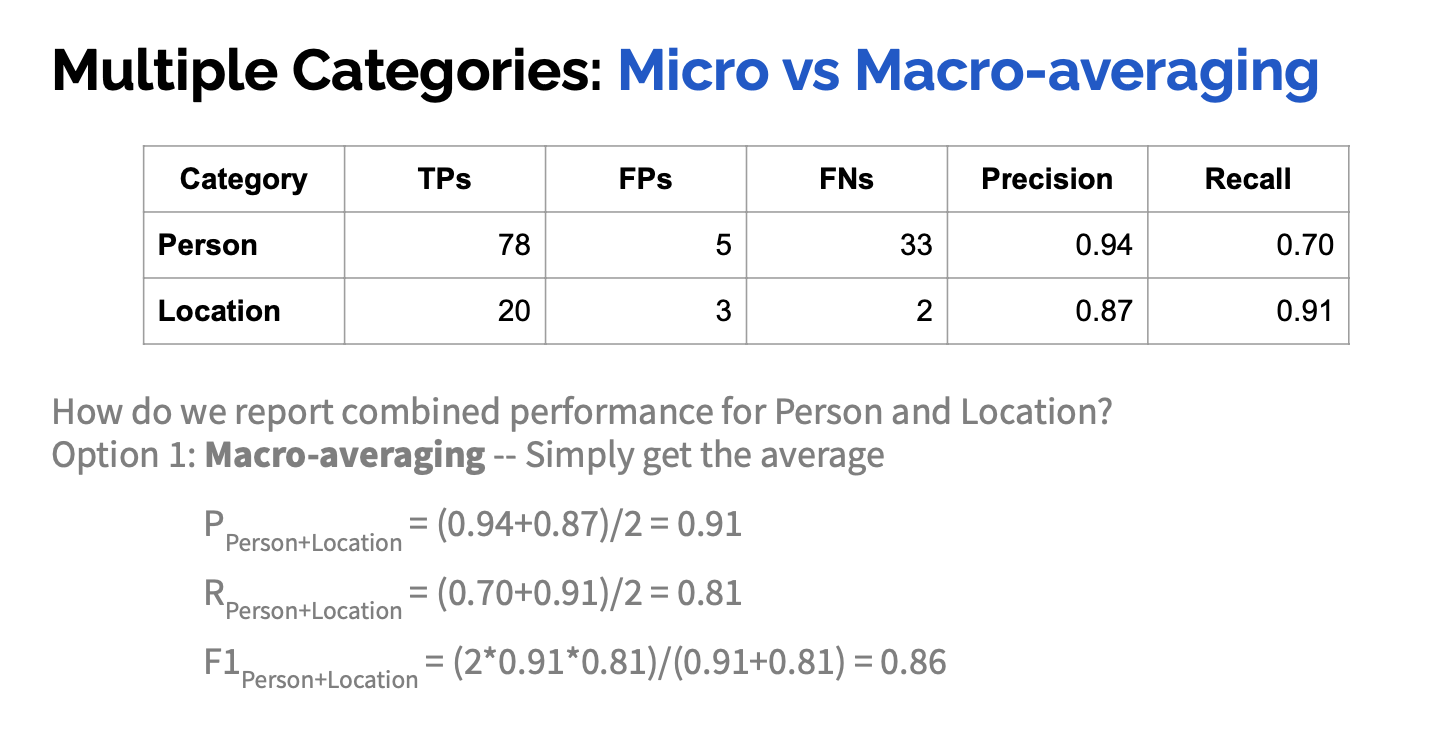 Multiple Categories: Micro vs Macro-averaging
Category TPs FPs FNs Precision Recall
Person 78 5 33 0.94 0.70
Location 20 3 2 0.87 0.91
How do we report combined performance for Person and Location?
Option 1: Macro-averaging -- Simply get the average
P Person+Location = (0.94+0.87)/2 = 0.91
R Person+Location = (0.70+0.91)/2 = 0.81
F1 Person+Location = (2*0.91*0.81)/(0.91+0.81) = 0.86